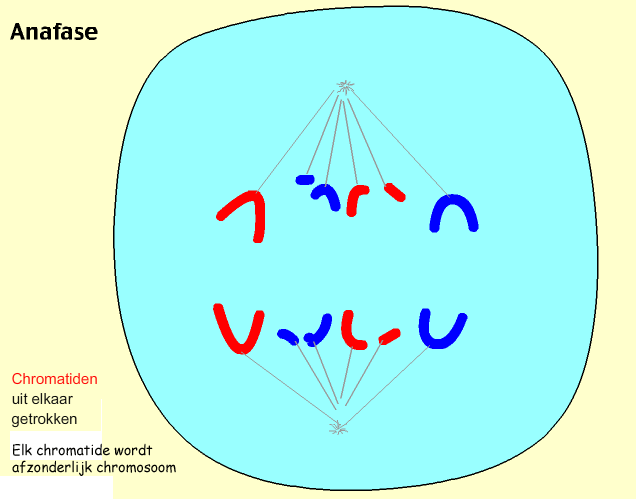 Anafase
Chromatiden
uit elkaar
getrokken
Elk chromatide wordt
afzonderlijk chromosoom